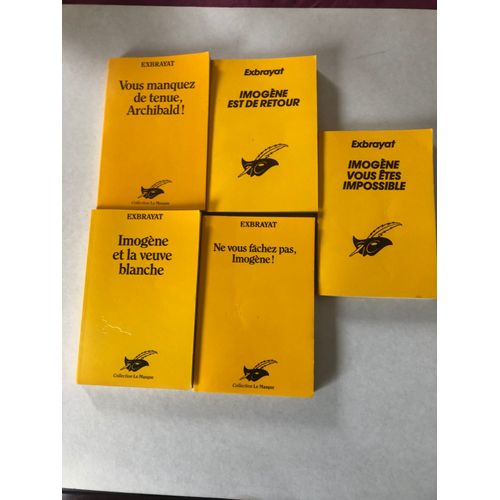 EXBRAYAT
Vous manquez
de tenue,
Archibald !
Collection Le Masque
Exbrayat
IMOGÈNE
EST DE RETOUR
Exbrayat
IMOGÈNE
VOUS ÊTES
IMPOSSIBLE
EXBRAYAT
Imogène
et la veuve
blanche
Collection Le Masque
EXBRAYAT
Ne vous fâchez pas,
Imogène !
Collection Le Masque